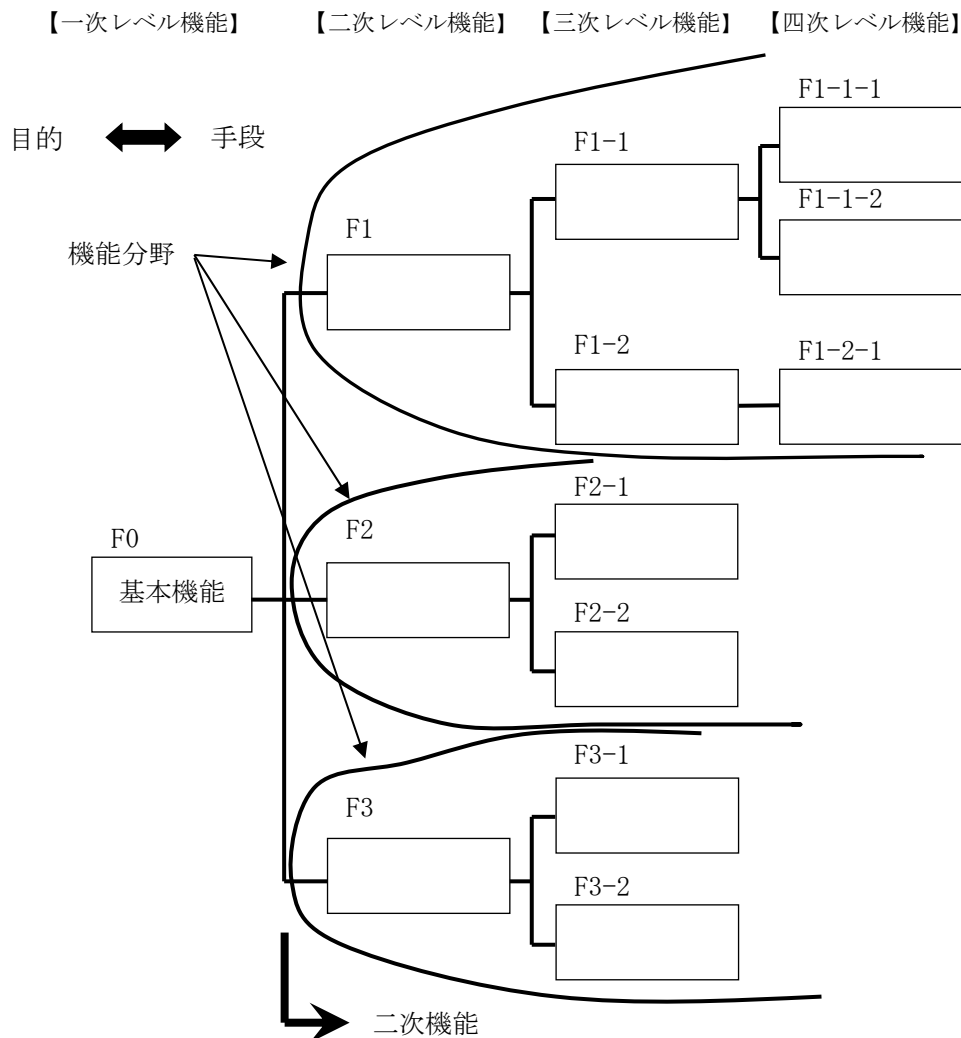 【一次レベル機能】 【二次レベル機能】 【三次レベル機能】 【四次レベル機能】
F1-1-1
目的 手段
F1-1
F1-1-2
F1
機能分野
F1-2
F1-2-1
F2-1
F2
F0
基本機能
F2-2
F3-1
F3
F3-2
二次機能